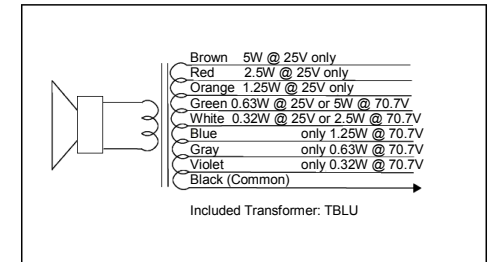 Brown 5W @ 25V only
Red 2.5W @ 25V only
Orange 1.25W @ 25V only
Green 0.63W @ 25V or 5W @ 70.7V
White 0.32W @ 25V or 2.5W @ 70.7V
Blue only 1.25W @ 70.7V
Gray only 0.63W @ 70.7V
Violet only 0.32W @ 70.7V
Black (Common)
Included Transformer: TBLU